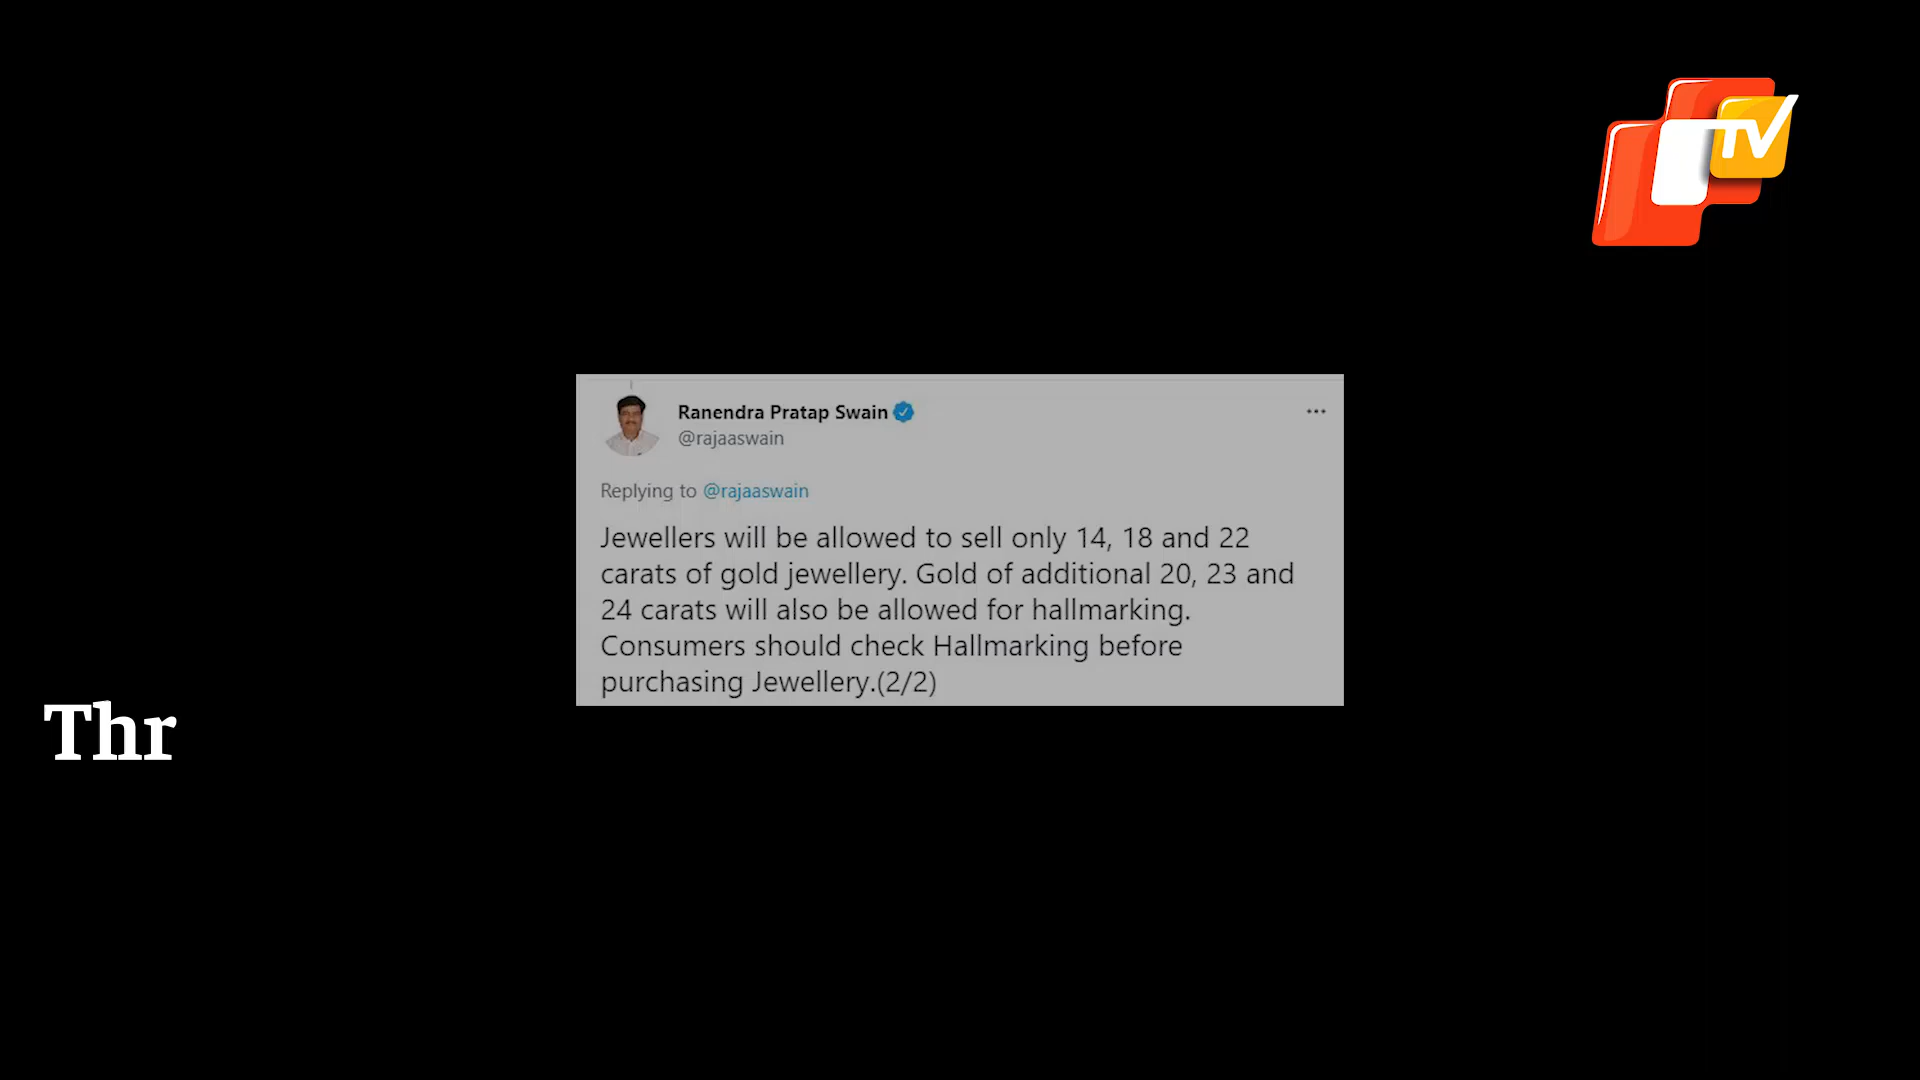 TV
Ranendra Pratap Swain
@rajaaswain
Replying to @rajaaswain
Jewellers will be allowed to sell only 14, 18 and 22
carats of gold jewellery. Gold of additional 20, 23 and
24 carats will also be allowed for hallmarking.
Consumers should check Hallmarking before
purchasing Jewellery.(2/2)
Thr